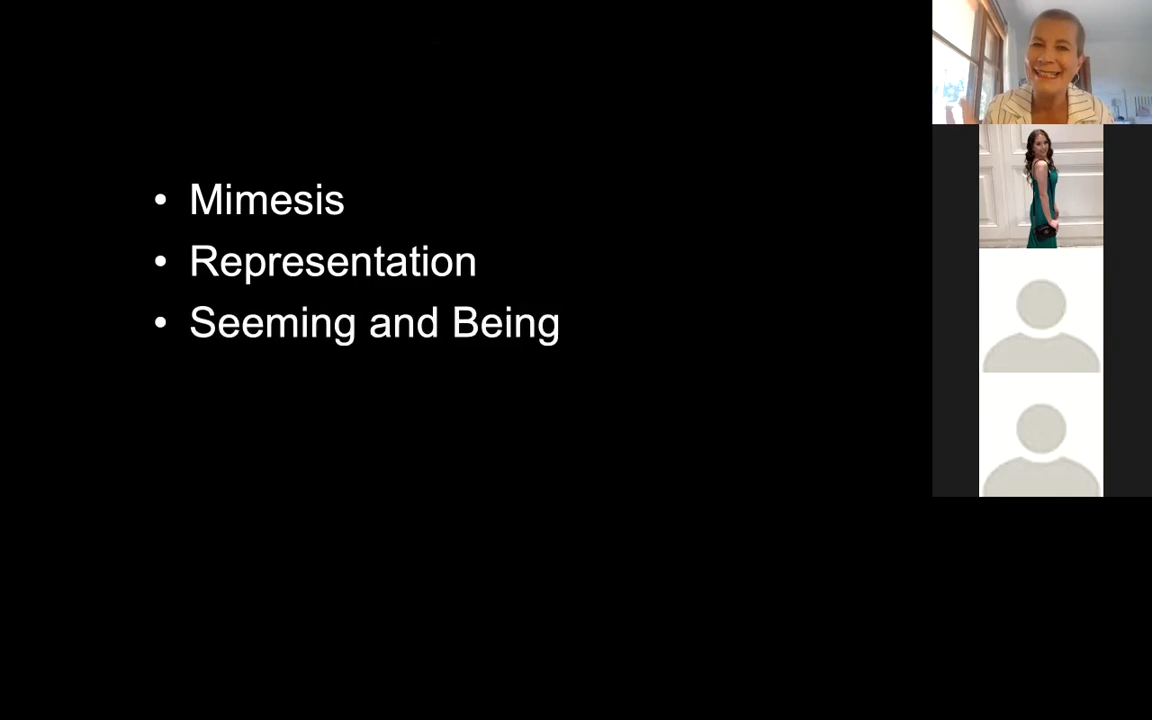 • Mimesis
• Representation
• Seeming and Being